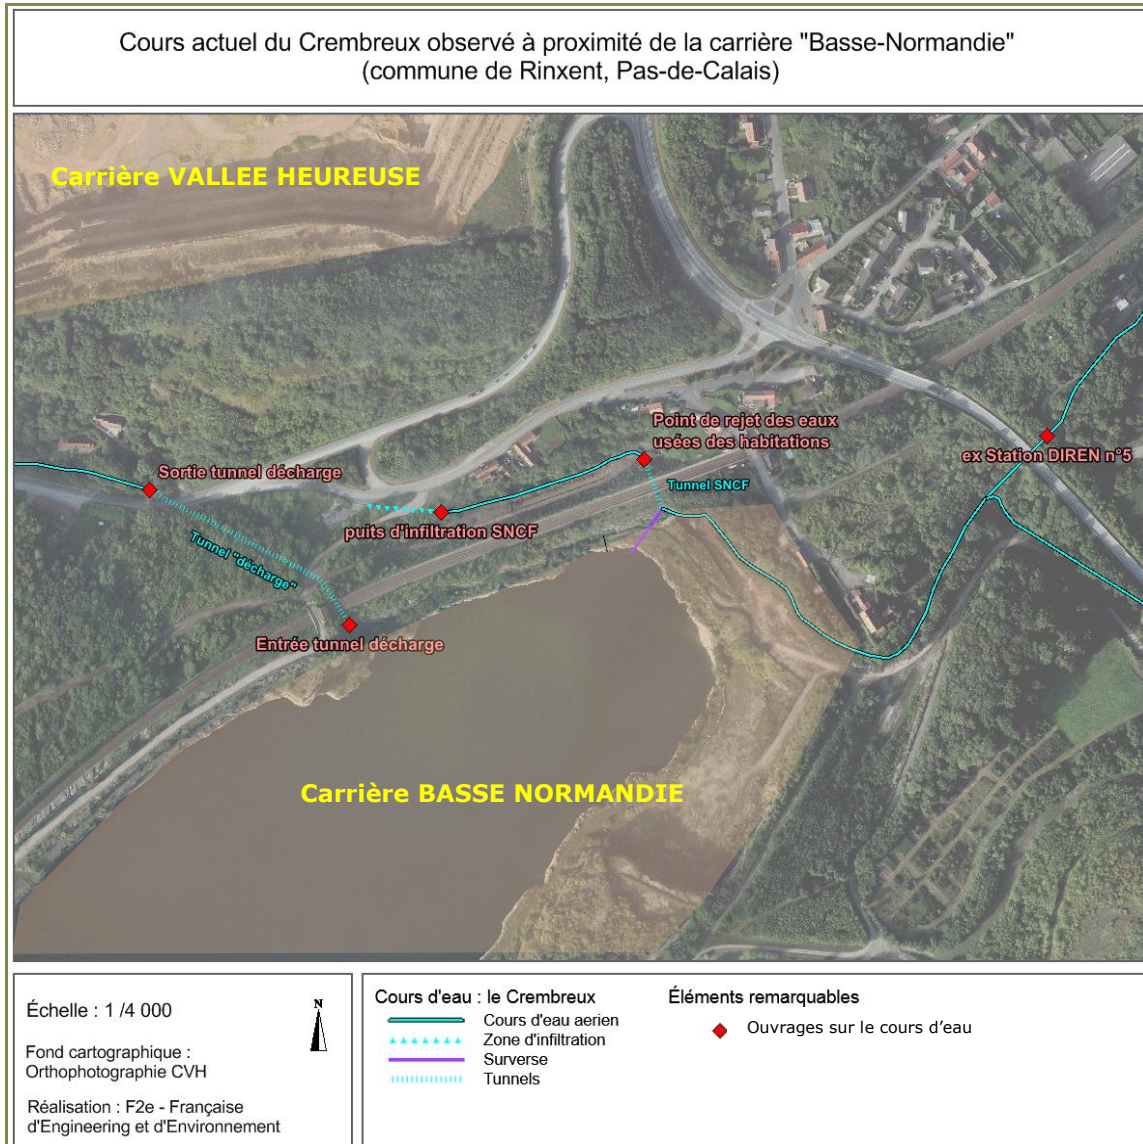 Cours actuel du Crembreux observé à proximité de la carrière "Basse-Normandie"
(commune de Rinxent, Pas-de-Calais)
Carrière VALLEE HEUREUSE
Point de rejet des eaux
usées des habitations
ex Station DIREN n°5
Sortie tunnel décharge
Tunnel SNCF
puits d'infiltration SNCF
Tunnel "décharge"
Entrée tunnel décharge
Carrière BASSE NORMANDIE
Échelle : 1 /4 000
N
Fond cartographique :
Orthophotographie CVH
Réalisation : F2e - Française
d'Engineering et d'Environnement
Cours d'eau : le Crembreux
Cours d'eau aerien
Zone d'infiltration
Surverse
Tunnels
Éléments remarquables
Ouvrages sur le cours d’eau